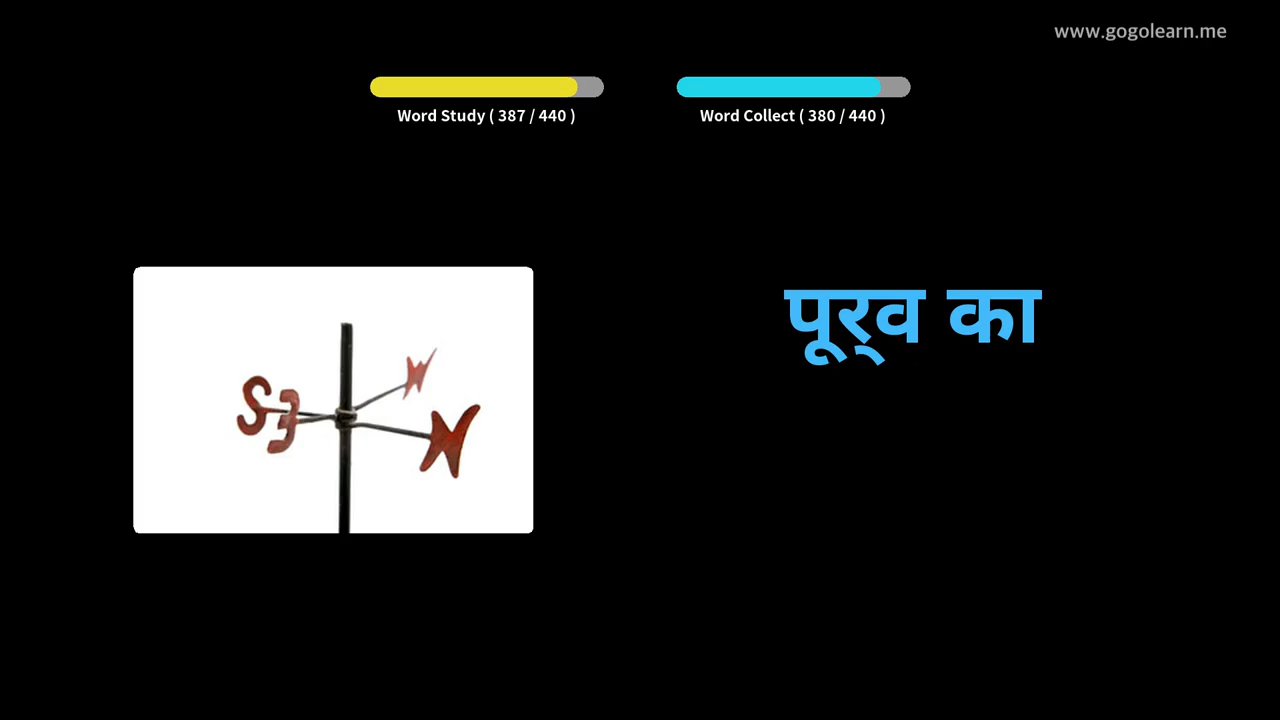 www.gogolearn.me
Word Study ( 387 / 440 )
Word Collect ( 380 / 440 )
पूर्व का
S E N W